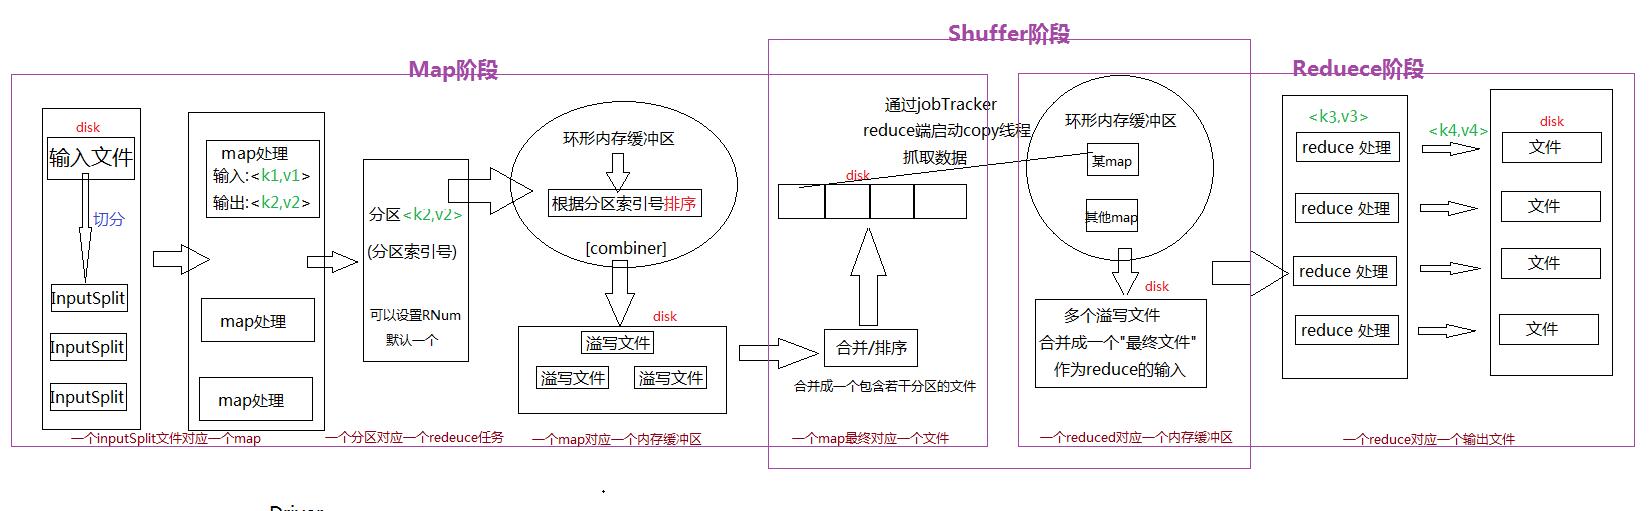 Shuffer阶段
Map阶段
Reduece阶段
disk
输入文件
切分
InputSplit
InputSplit
InputSplit
一个inputSplit文件对应一个map
map处理
输入:<k1,v1>
输出:<k2,v2>
map处理
map处理
分区<k2,v2>
(分区索引号)
可以设置RNum
默认一个
一个分区对应一个redeuce任务
环形内存缓冲区
根据分区索引号排序
[combiner]
disk
溢写文件
溢写文件
溢写文件
一个map对应一个内存缓冲区
通过jobTracker
reduce端启动copy线程
抓取数据
disk
合并/排序
合并成一个包含若干分区的文件
一个map最终对应一个文件
环形内存缓冲区
某map
其他map
disk
多个溢写文件
合并成一个"最终文件"
作为reduce的输入
一个reduced对应一个内存缓冲区
<k3,v3>
reduce 处理
reduce 处理
reduce 处理
reduce 处理
<k4,v4>
disk
文件
文件
文件
文件
一个reduce对应一个输出文件